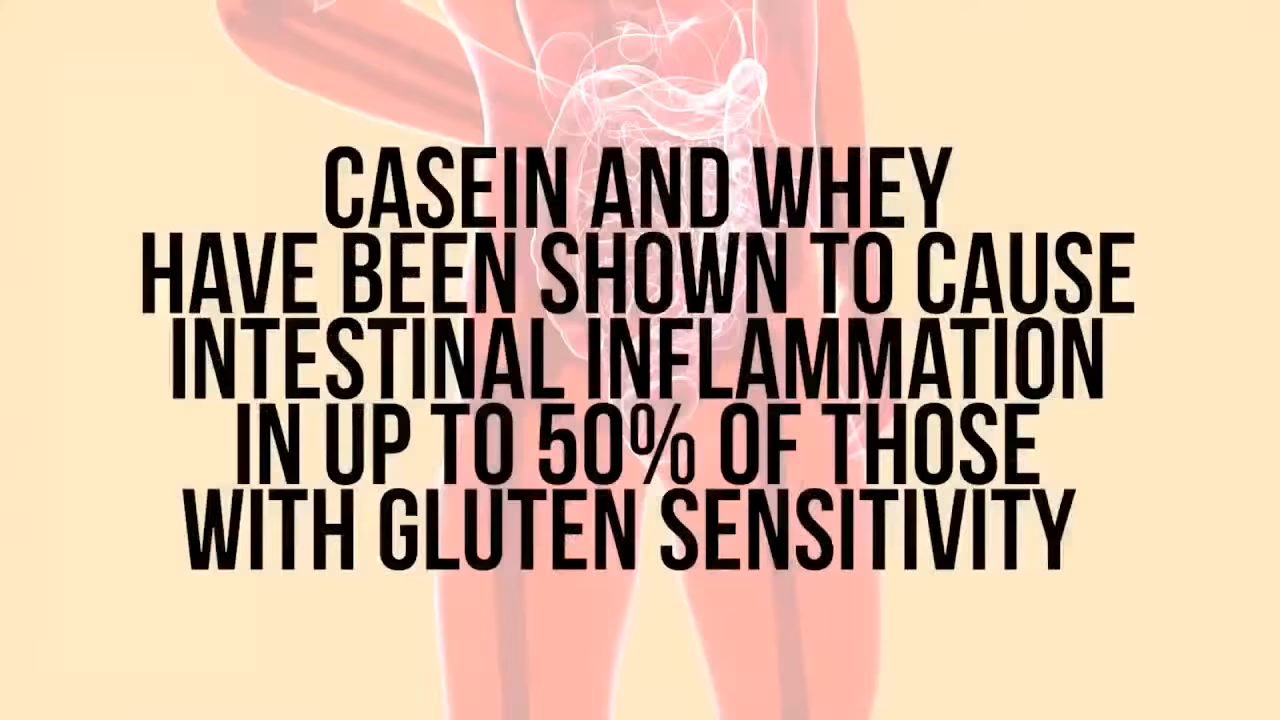 CASEIN AND WHEY
HAVE BEEN SHOWN TO CAUSE
INTESTINAL INFLAMMATION
IN UP TO 50% OF THOSE
WITH GLUTEN SENSITIVITY